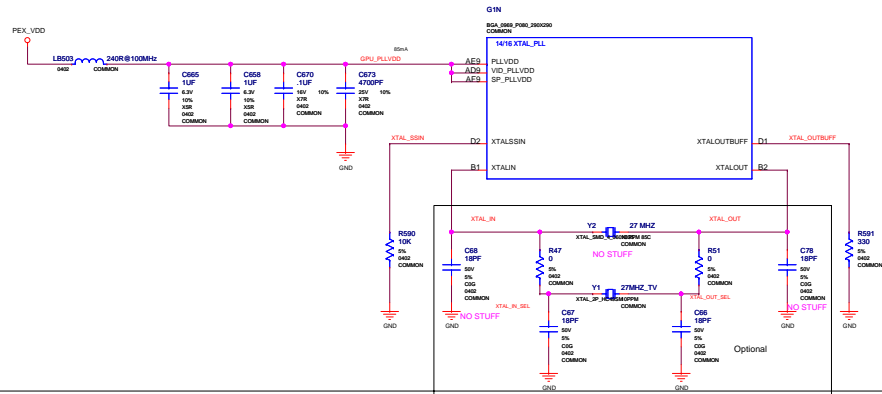 G1N
BGA_0969_P080_290X290
COMMON
14/16 XTAL_PLL
PEX_VDD
LB503
240R@100MHz
0402
COMMON
GPU_PLLVDD
85mA
AE9
PLLVDD
AD9
VID_PLLVDD
AF9
SP_PLLVDD
C665
1UF
6.3V
10%
X5R
0402
COMMON
C658
1UF
6.3V
10%
X5R
0402
COMMON
C670
.1UF
16V
10%
X7R
0402
COMMON
C673
4700PF
25V
10%
X7R
0402
COMMON
GND
XTAL_SSIN
D2
XTALSSIN
XTALOUTBUFF
D1
XTAL_OUTBUFF
B1
XTALIN
XTALOUT
B2
R590
10K
5%
0402
COMMON
GND
XTAL_IN
Y2
27 MHZ
COMMON
NO STUFF
XTAL_OUT
C68
18PF
50V
5%
C0G
0402
COMMON
NO STUFF
GND
R47
0
5%
0402
COMMON
R51
0
5%
0402
COMMON
C78
18PF
50V
5%
C0G
0402
COMMON
NO STUFF
GND
R591
330
5%
0402
COMMON
GND
XTAL_IN_SEL
Y1
27MHZ_TV
COMMON
XTAL_OUT_SEL
C67
18PF
50V
5%
C0G
0402
COMMON
GND
C66
18PF
50V
5%
C0G
0402
COMMON
GND
Optional